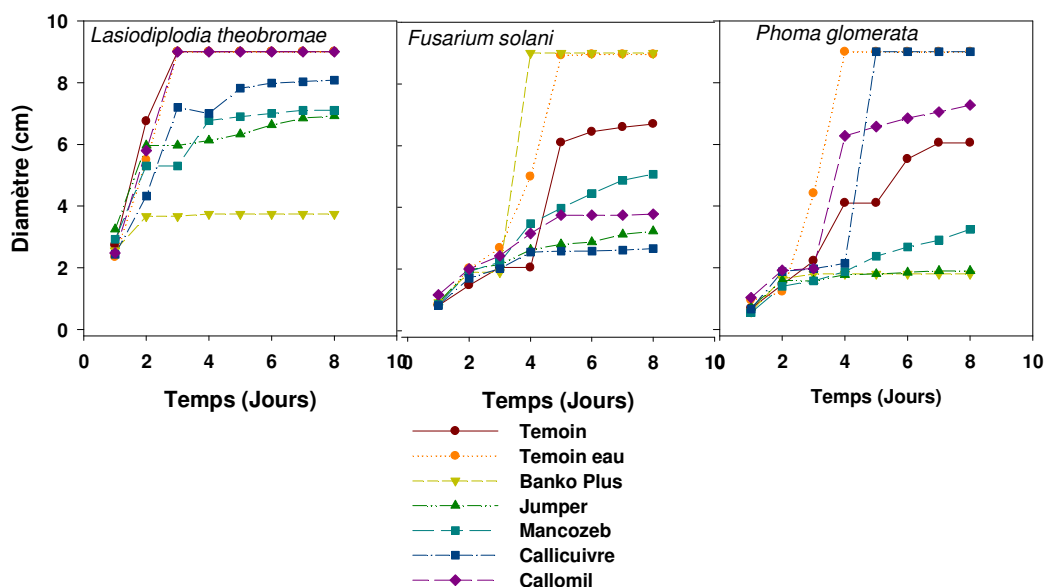 Lasiodiplodia theobromae
Fusarium solani
Phoma glomerata
Diamètre (cm)
10
8
6
4
2
0
0 2 4 6 8 10
0 2 4 6 8 10
0 2 4 6 8 10
Temps (Jours)
Temps (Jours)
Temps (Jours)
Temoin
Temoin eau
Banko Plus
Jumper
Mancozeb
Callicuivre
Callomil